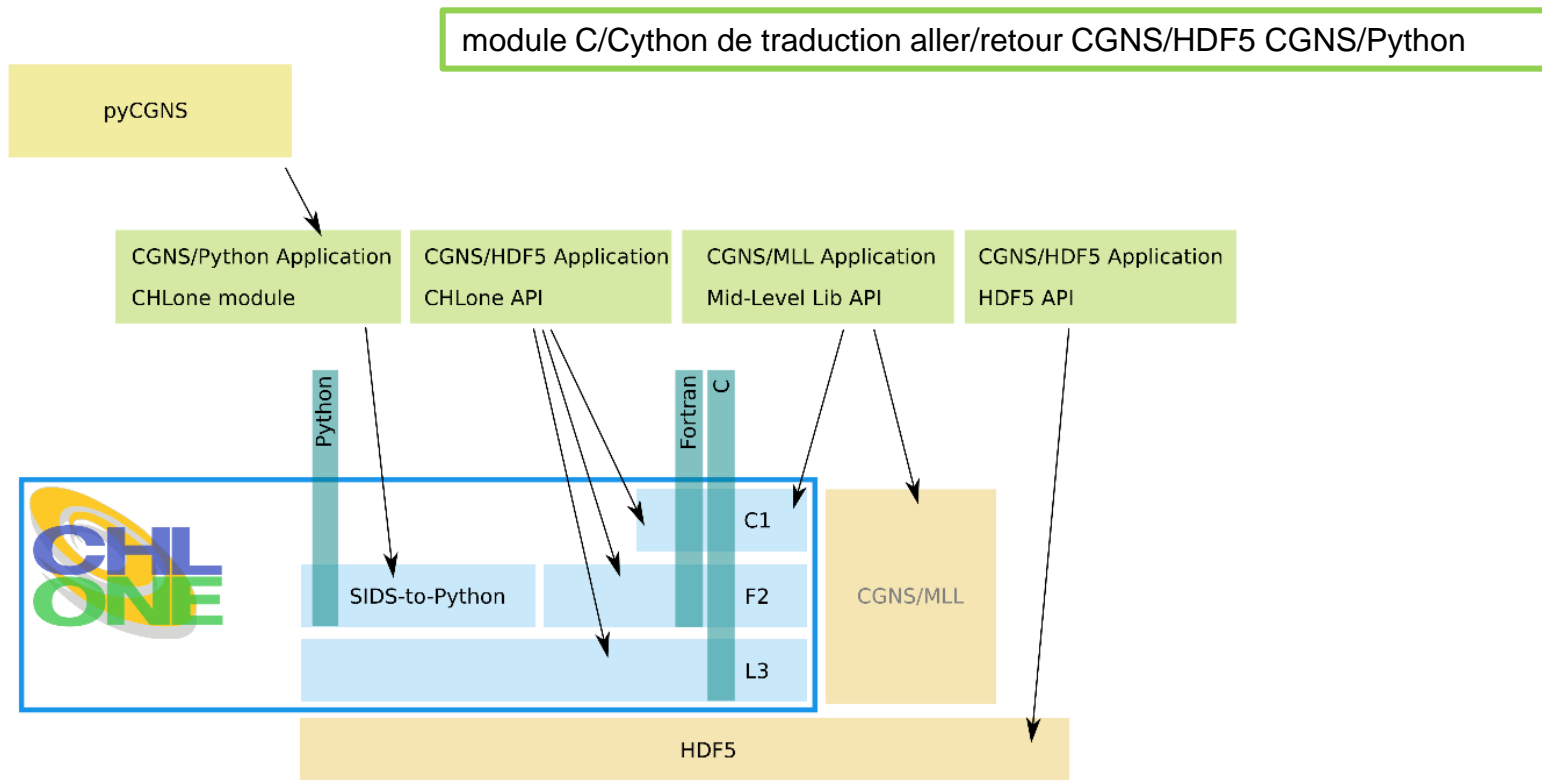 module C/Cython de traduction aller/retour CGNS/HDF5 CGNS/Python
pyCGNS
CGNS/Python Application
CHLone module
CGNS/HDF5 Application
CHLone API
CGNS/MLL Application
Mid-Level Lib API
CGNS/HDF5 Application
HDF5 API
Python
Fortran
C
CHL
ONE
C1
SIDS-to-Python
F2
CGNS/MLL
L3
HDF5